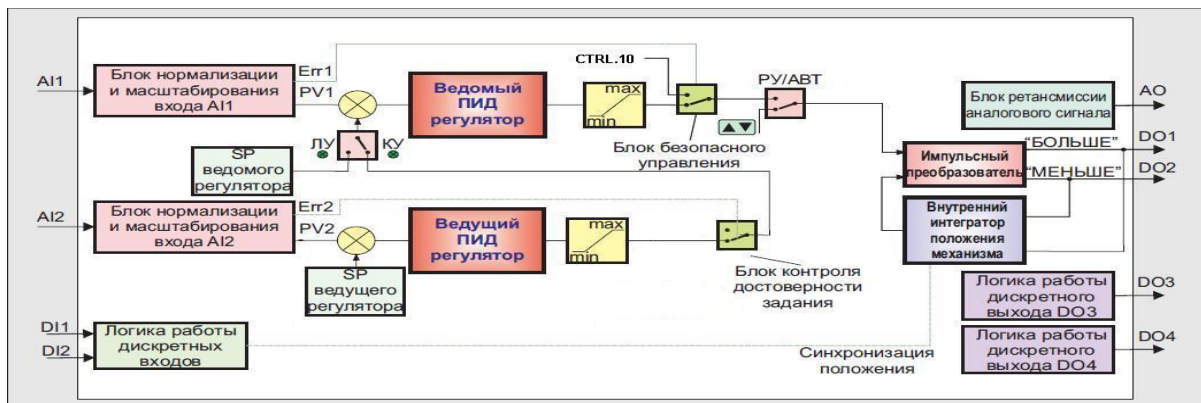 AI1
Блок нормализации
и масштабирования
входа AI1
Err1
PV1
Ведомый
ПИД
регулятор
max
min
CTRL.10
РУ/АВТ
Блок безопасного
управления
ЛУ
КУ
SP
ведомого
регулятора
AI2
Блок нормализации
и масштабирования
входа AI2
Err2
PV2
Ведущий
ПИД
регулятор
max
min
SP
ведущего
регулятора
Блок контроля
достоверности
задания
DI1
DI2
Логика работы
дискретных
входов
Синхронизация
положения
Блок ретансмиссии
аналогового сигнала
AO
"БОЛЬШЕ"
DO1
Импульсный
преобразователь
"МЕНЬШЕ"
DO2
Внутренний
интегратор
положения
механизма
Логика работы
дискретного
выхода DO3
DO3
Логика работы
дискретного
выхода DO4
DO4